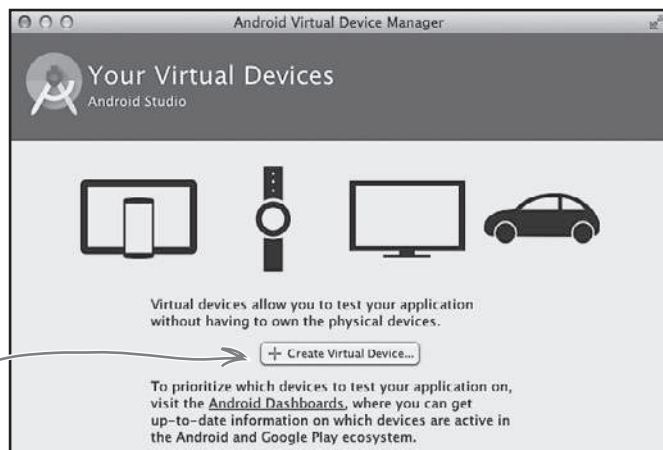 Android Virtual Device Manager
Your Virtual Devices
Android Studio
Virtual devices allow you to test your application
without having to own the physical devices.
+ Create Virtual Device...
To prioritize which devices to test your application on,
visit the Android Dashboards, where you can get
up-to-date information on which devices are active in
the Android and Google Play ecosystem.